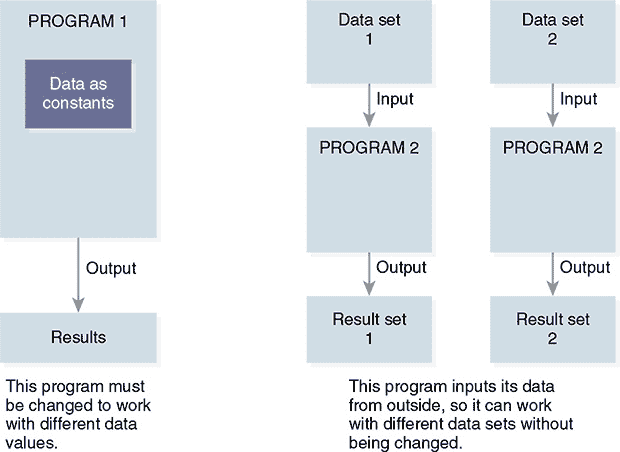 PROGRAM 1
Data as
constants
Output
Results
This program must
be changed to work
with different data
values.
Data set
1
Input
PROGRAM 2
Output
Result set
1
Data set
2
Input
PROGRAM 2
Output
Result set
2
This program inputs its data
from outside, so it can work
with different data sets without
being changed.